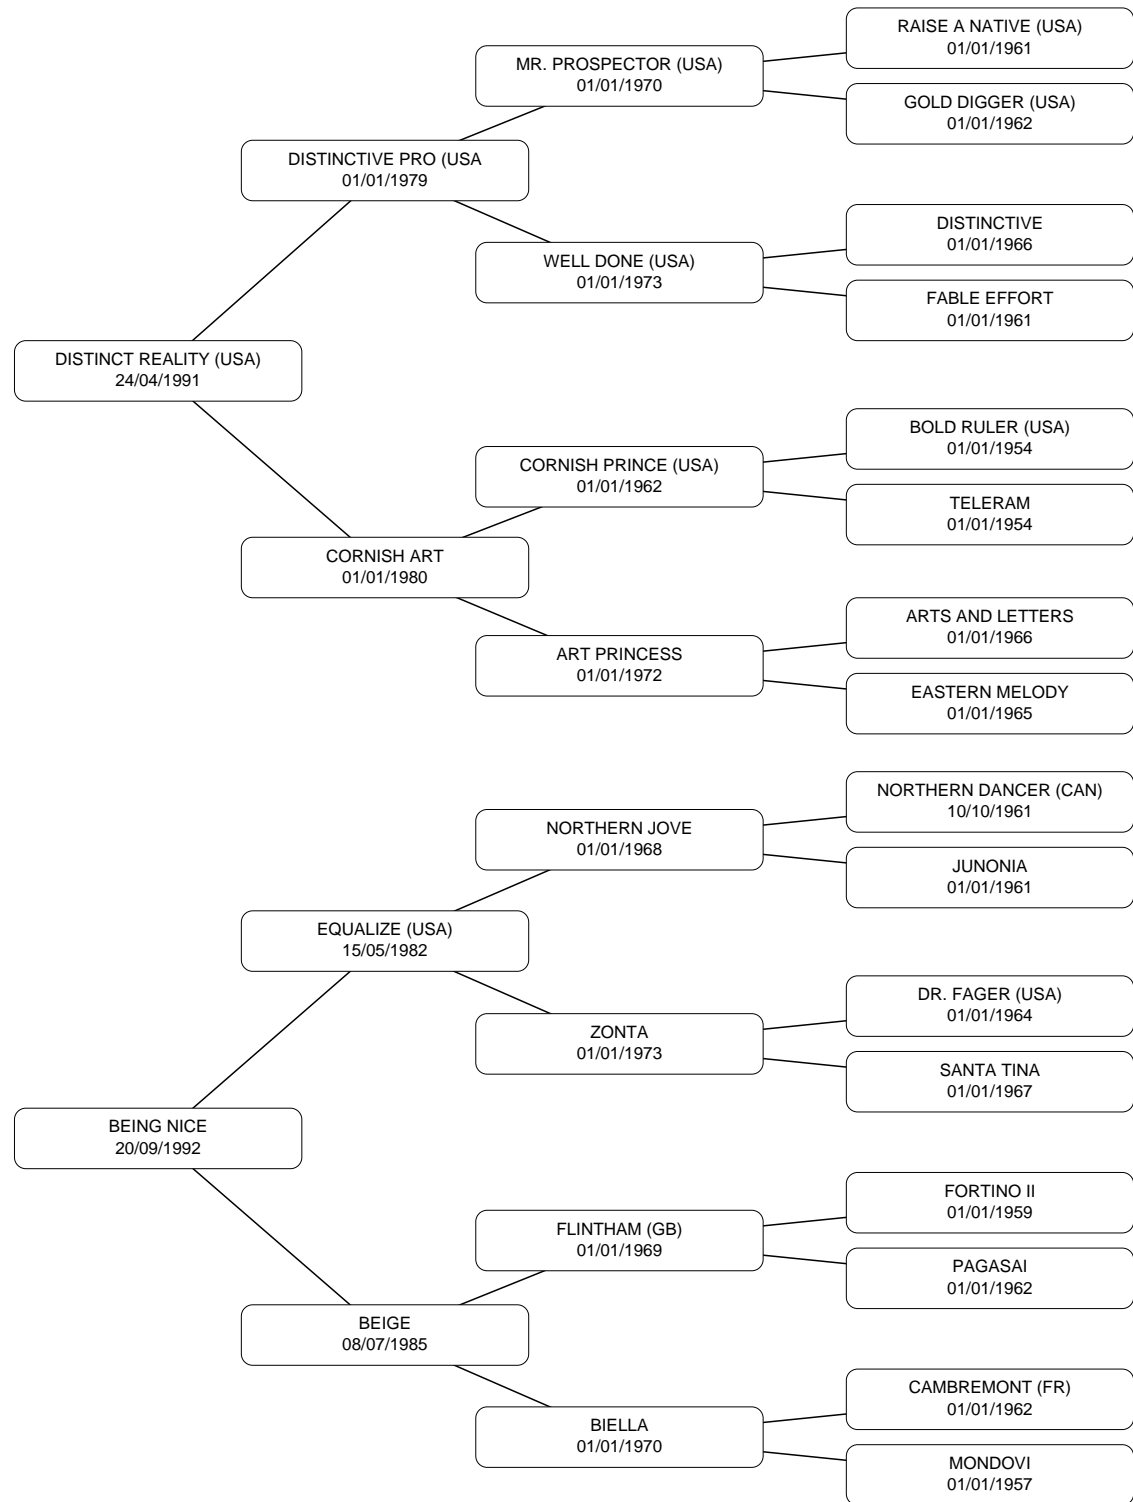 RAISE A NATIVE (USA)
01/01/1961
MR. PROSPECTOR (USA)
01/01/1970
GOLD DIGGER (USA)
01/01/1962
DISTINCTIVE PRO (USA
01/01/1979
DISTINCTIVE
01/01/1966
WELL DONE (USA)
01/01/1973
FABLE EFFORT
01/01/1961
DISTINCT REALITY (USA)
24/04/1991
BOLD RULER (USA)
01/01/1954
CORNISH PRINCE (USA)
01/01/1962
TELERAM
01/01/1954
CORNISH ART
01/01/1980
ARTS AND LETTERS
01/01/1966
ART PRINCESS
01/01/1972
EASTERN MELODY
01/01/1965
NORTHERN DANCER (CAN)
10/10/1961
NORTHERN JOVE
01/01/1968
JUNONIA
01/01/1961
EQUALIZE (USA)
15/05/1982
DR. FAGER (USA)
01/01/1964
ZONTA
01/01/1973
SANTA TINA
01/01/1967
BEING NICE
20/09/1992
FORTINO II
01/01/1959
FLINTHAM (GB)
01/01/1969
PAGASAI
01/01/1962
BEIGE
08/07/1985
CAMBREMONT (FR)
01/01/1962
BIELLA
01/01/1970
MONDOVI
01/01/1957